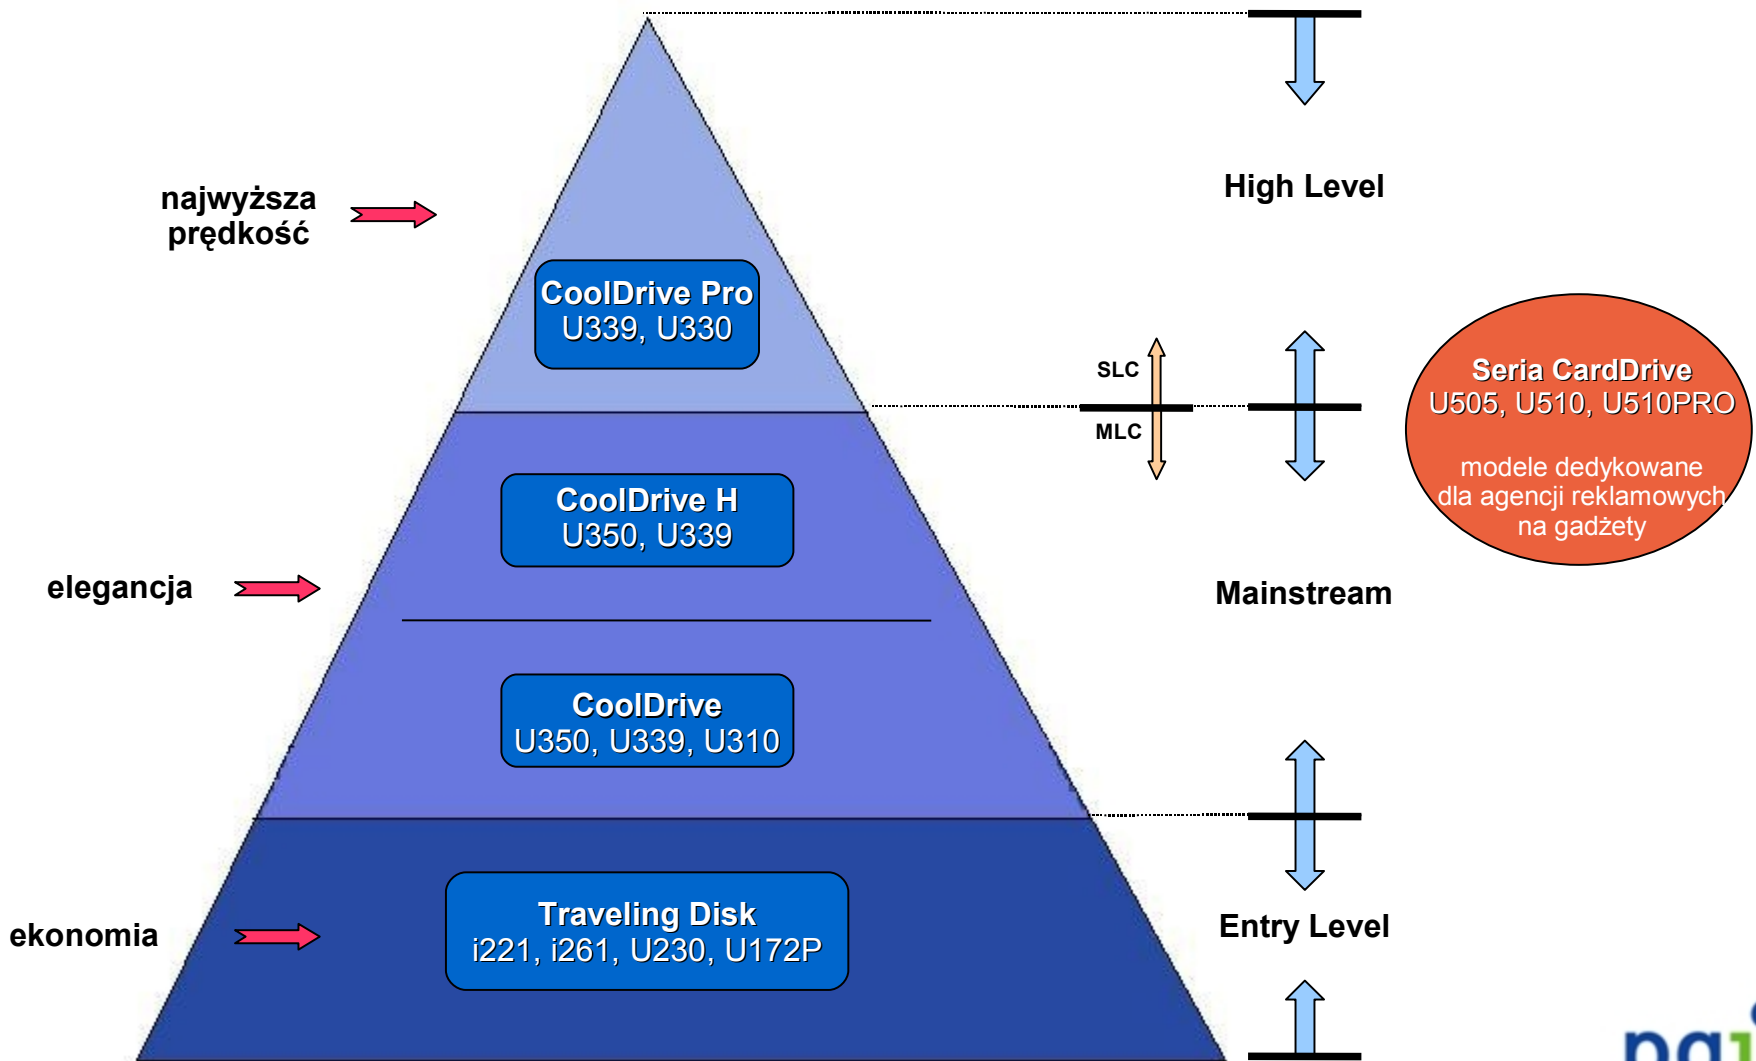 najwyższa
prędkość
High Level
CoolDrive Pro
U339, U330
SLC
MLC
Seria CardDrive
U505, U510, U510PRO
modele dedykowane
dla agencji reklamowych
na gadżety
CoolDrive H
U350, U339
elegancja
Mainstream
CoolDrive
U350, U339, U310
ekonomia
Traveling Disk
i221, i261, U230, U172P
Entry Level